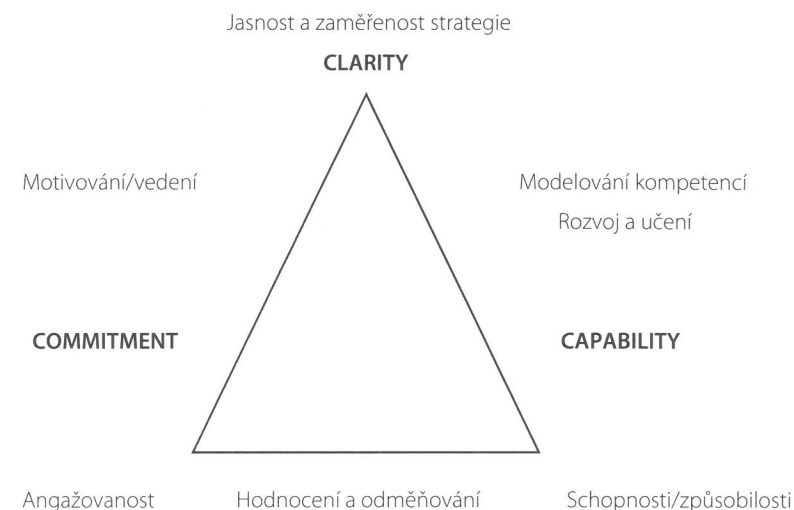 Jasnost a zaměřenost strategie
CLARITY
Motivování/vedení
Modelování kompetencí
Rozvoj a učení
COMMITMENT
CAPABILITY
Angažovanost
Hodnocení a odměňování
Schopnosti/způsobilosti